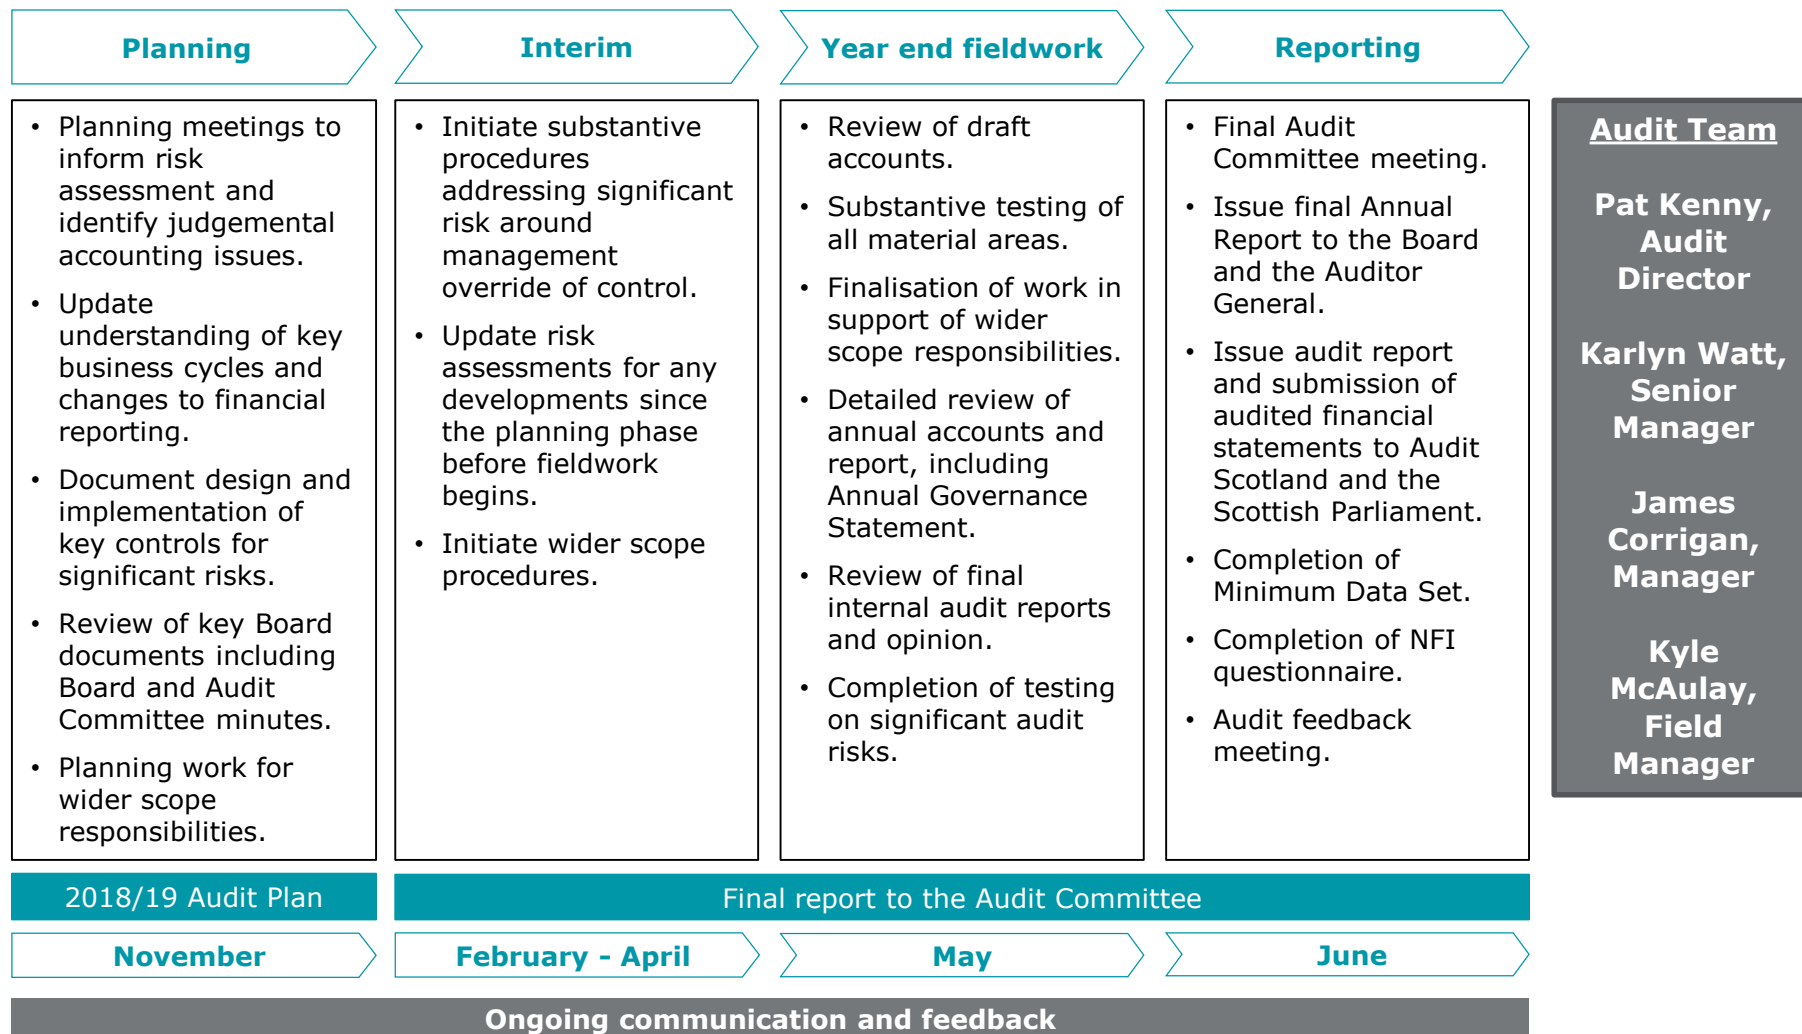 Planning
Interim
Year end fieldwork
Reporting
• Planning meetings to
inform risk
assessment and
identify judgemental
accounting issues.
• Update
understanding of key
business cycles and
changes to financial
reporting.
• Document design and
implementation of
key controls for
significant risks.
• Review of key Board
documents including
Board and Audit
Committee minutes.
• Planning work for
wider scope
responsibilities.
• Initiate substantive
procedures
addressing significant
risk around
management
override of control.
• Update risk
assessments for any
developments since
the planning phase
before fieldwork
begins.
• Initiate wider scope
procedures.
• Review of draft
accounts.
• Substantive testing of
all material areas.
• Finalisation of work in
support of wider
scope responsibilities.
• Detailed review of
annual accounts and
report, including
Annual Governance
Statement.
• Review of final
internal audit reports
and opinion.
• Completion of testing
on significant audit
risks.
• Final Audit
Committee meeting.
• Issue final Annual
Report to the Board
and the Auditor
General.
• Issue audit report
and submission of
audited financial
statements to Audit
Scotland and the
Scottish Parliament.
• Completion of
Minimum Data Set.
• Completion of NFI
questionnaire.
• Audit feedback
meeting.
Audit Team
Pat Kenny,
Audit
Director
Karlyn Watt,
Senior
Manager
James
Corrigan,
Manager
Kyle
McAulay,
Field
Manager
2018/19 Audit Plan
Final report to the Audit Committee
November
February - April
May
June
Ongoing communication and feedback